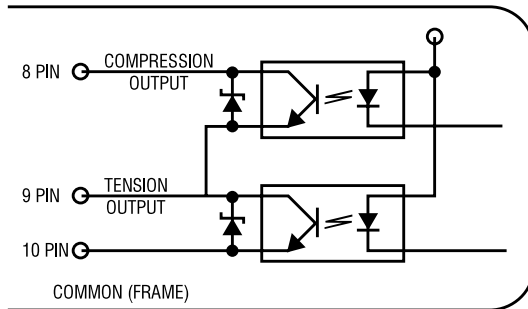 8 PIN
COMPRESSION
OUTPUT
9 PIN
TENSION
OUTPUT
10 PIN
COMMON (FRAME)